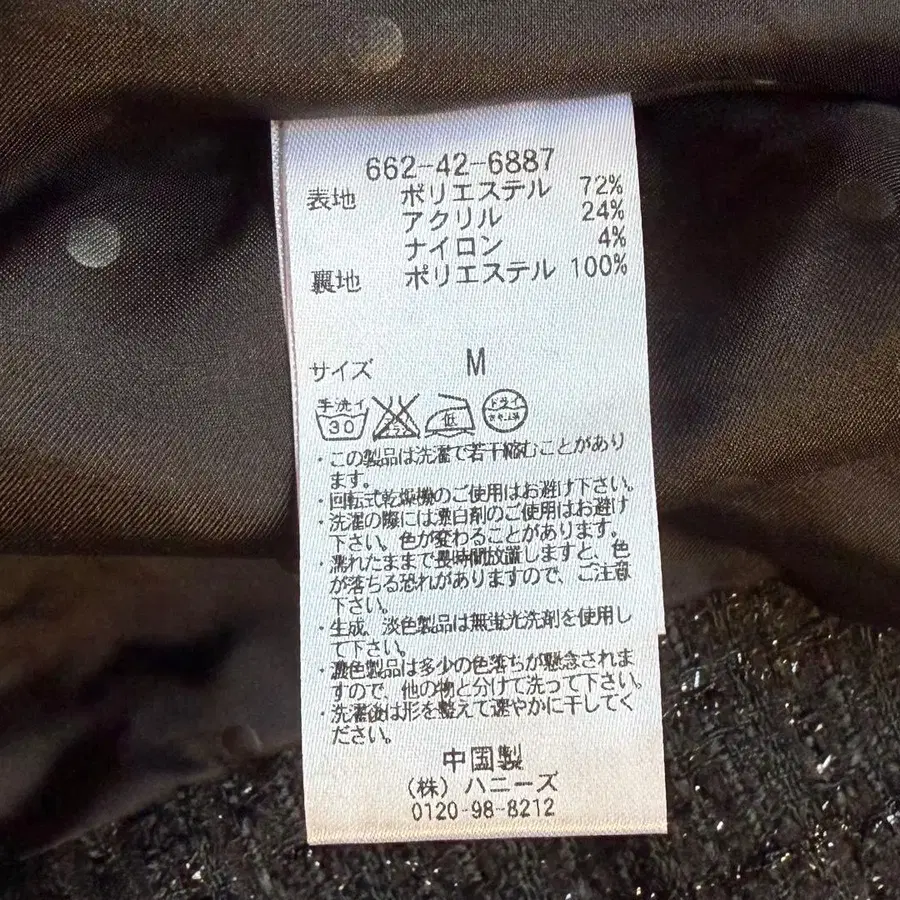 662-42-6887
表地 ポリエステル 72%
アクリル 24%
ナイロン 4%
裏地 ポリエステル 100%
サイズ M
手洗イ 30 低 ドライ
・この製品は洗濯で若干縮むことがあり
ます。
・回転式乾燥機のご使用はお避け下さい。
・洗濯の際には漂白剤のご使用はお避け
下さい。色が変わることがあります。
・濡れたままで長時間放置しますと、色
が落ちる恐れがありますので、ご注意
下さい。
・生成、淡色製品は無蛍光洗剤を使用し
て下さい。
・濃色製品は多少の色落ちが懸念されま
すので、他の物と分けて洗って下さい。
・洗濯後は形を整えて速やかに干してく
ださい。
中国製
（株）ハニーズ
0120-98-8212